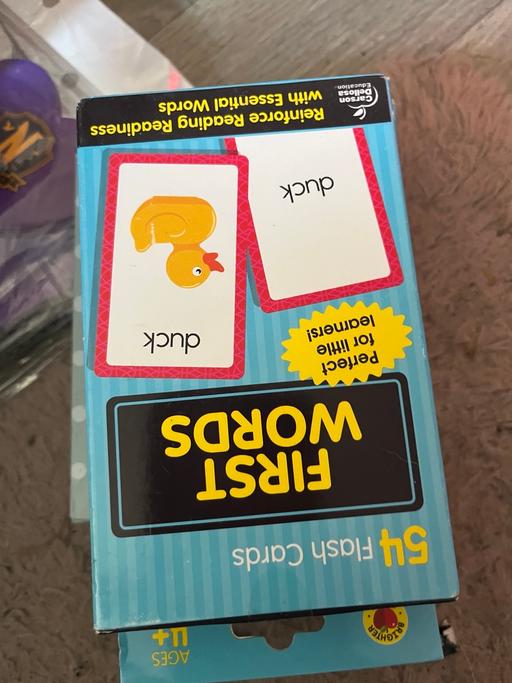 BRIGHTER
AGES
4+
54 Flash Cards
FIRST
WORDS
Perfect
for little
learners!
duck
duck
Reinforce Reading Readiness
with Essential Words
Carson
Dellosa
Education
N